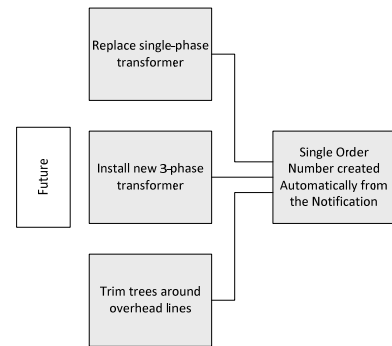 Replace single-phase
transformer
Future
Install new 3-phase
transformer
Single Order
Number created
Automatically from
the Notification
Trim trees around
overhead lines